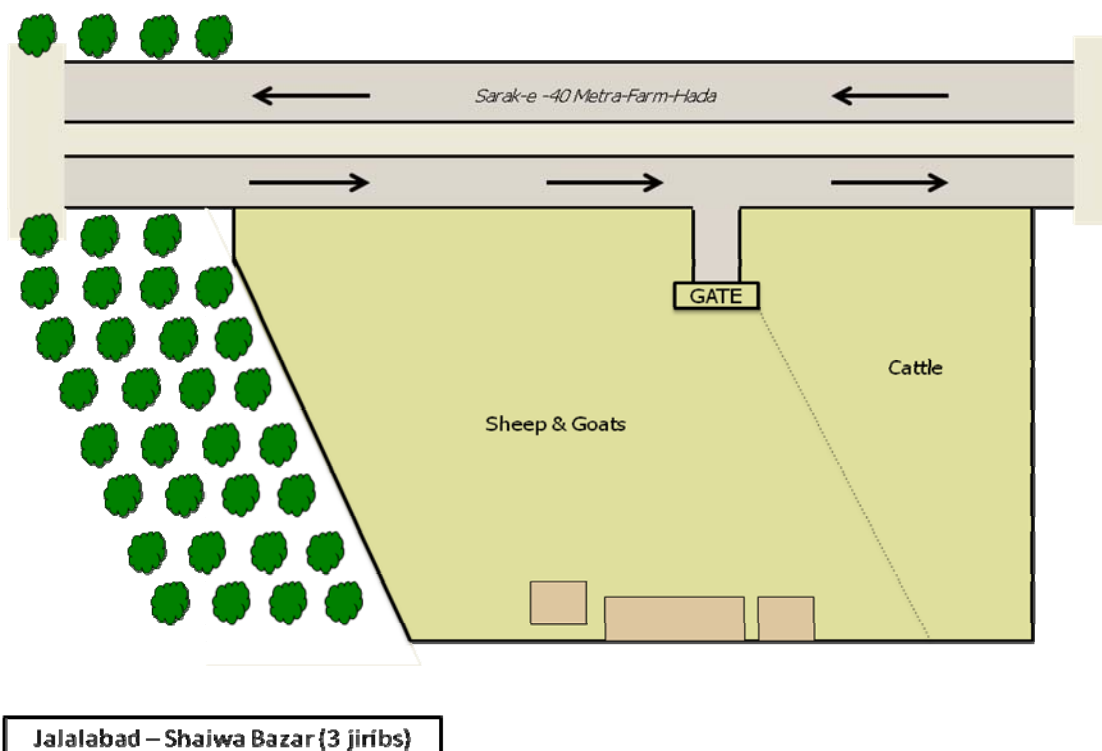 Sarak-e -40 Metra-Farm-Hada
GATE
Cattle
Sheep & Goats
Jalalabad – Shaiwa Bazar (3 jiribs)